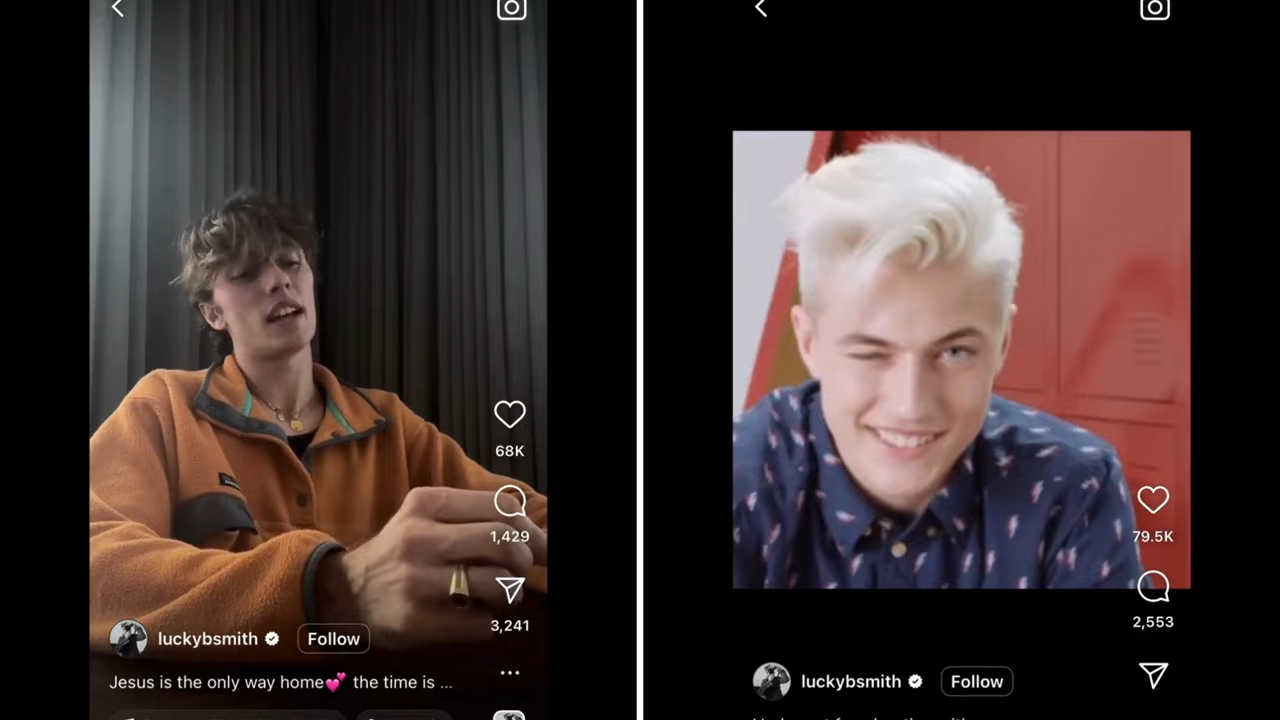 68K
1,429
3,241
luckybsmith
Follow
Jesus is the only way home💕 the time is ...
79.5K
2,553
luckybsmith
Follow